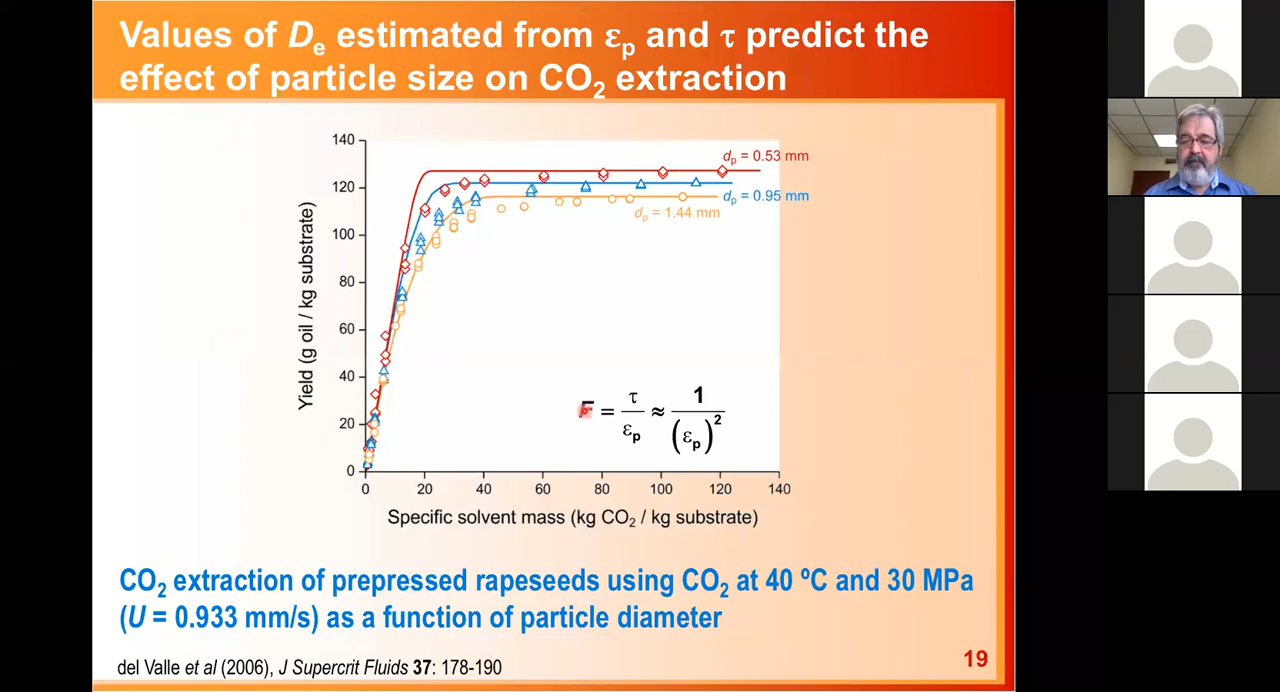 Values of De estimated from εp and τ predict the
effect of particle size on CO2 extraction
140
120
100
80
60
40
20
0
Yield (g oil / kg substrate)
dp = 0.53 mm
dp = 0.95 mm
dp = 1.44 mm
F = τ / εp ≈ 1 / (εp)²
0 20 40 60 80 100 120 140
Specific solvent mass (kg CO2 / kg substrate)
CO2 extraction of prepressed rapeseeds using CO2 at 40 ºC and 30 MPa
(U = 0.933 mm/s) as a function of particle diameter
del Valle et al (2006), J Supercrit Fluids 37: 178-190
19